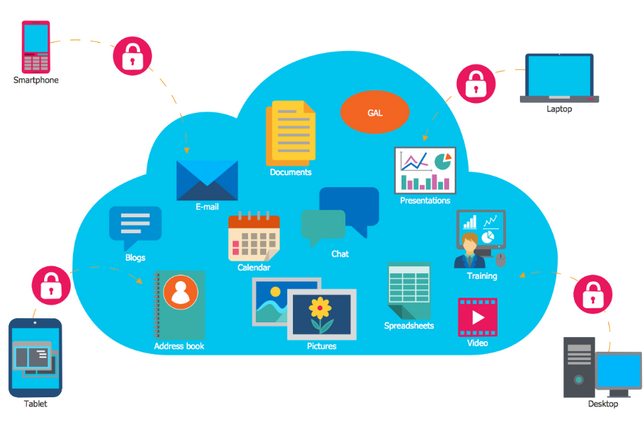 Smartphone
GAL
Laptop
Documents
E-mail
Presentations
Blogs
Calendar
Chat
Training
Address book
Pictures
Spreadsheets
Video
Tablet
Desktop